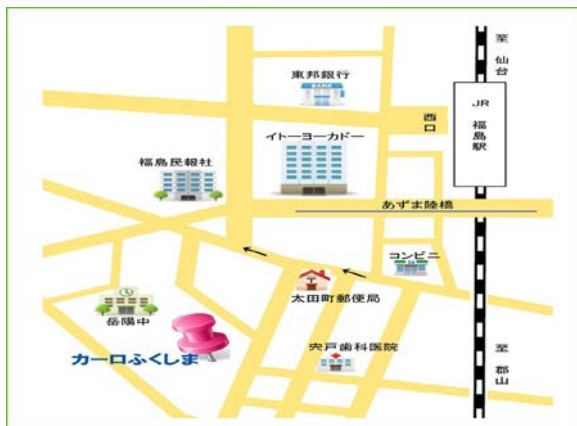 至 仙台
東邦銀行
BANK
JR 福島駅
西口
イトーヨーカドー
福島民報社
あずま陸橋
コンビニ
太田町郵便局
岳陽中
カーロふくしま
宍戸歯科医院
至 郡山